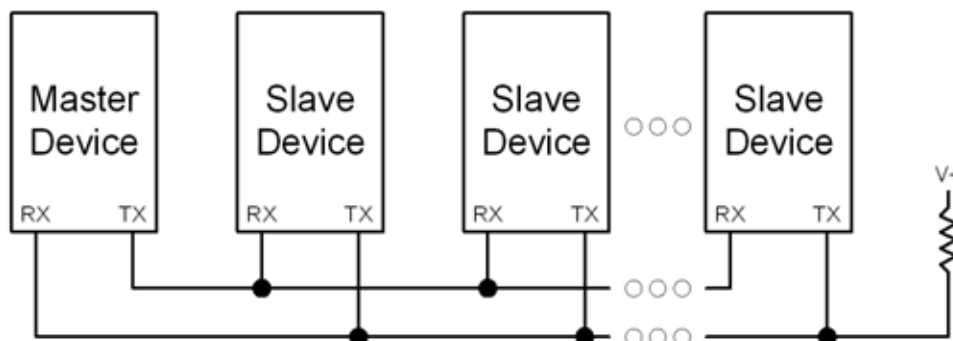 Master
Device
Slave
Device
Slave
Device
Slave
Device
RX TX
RX TX
RX TX
RX TX
V+